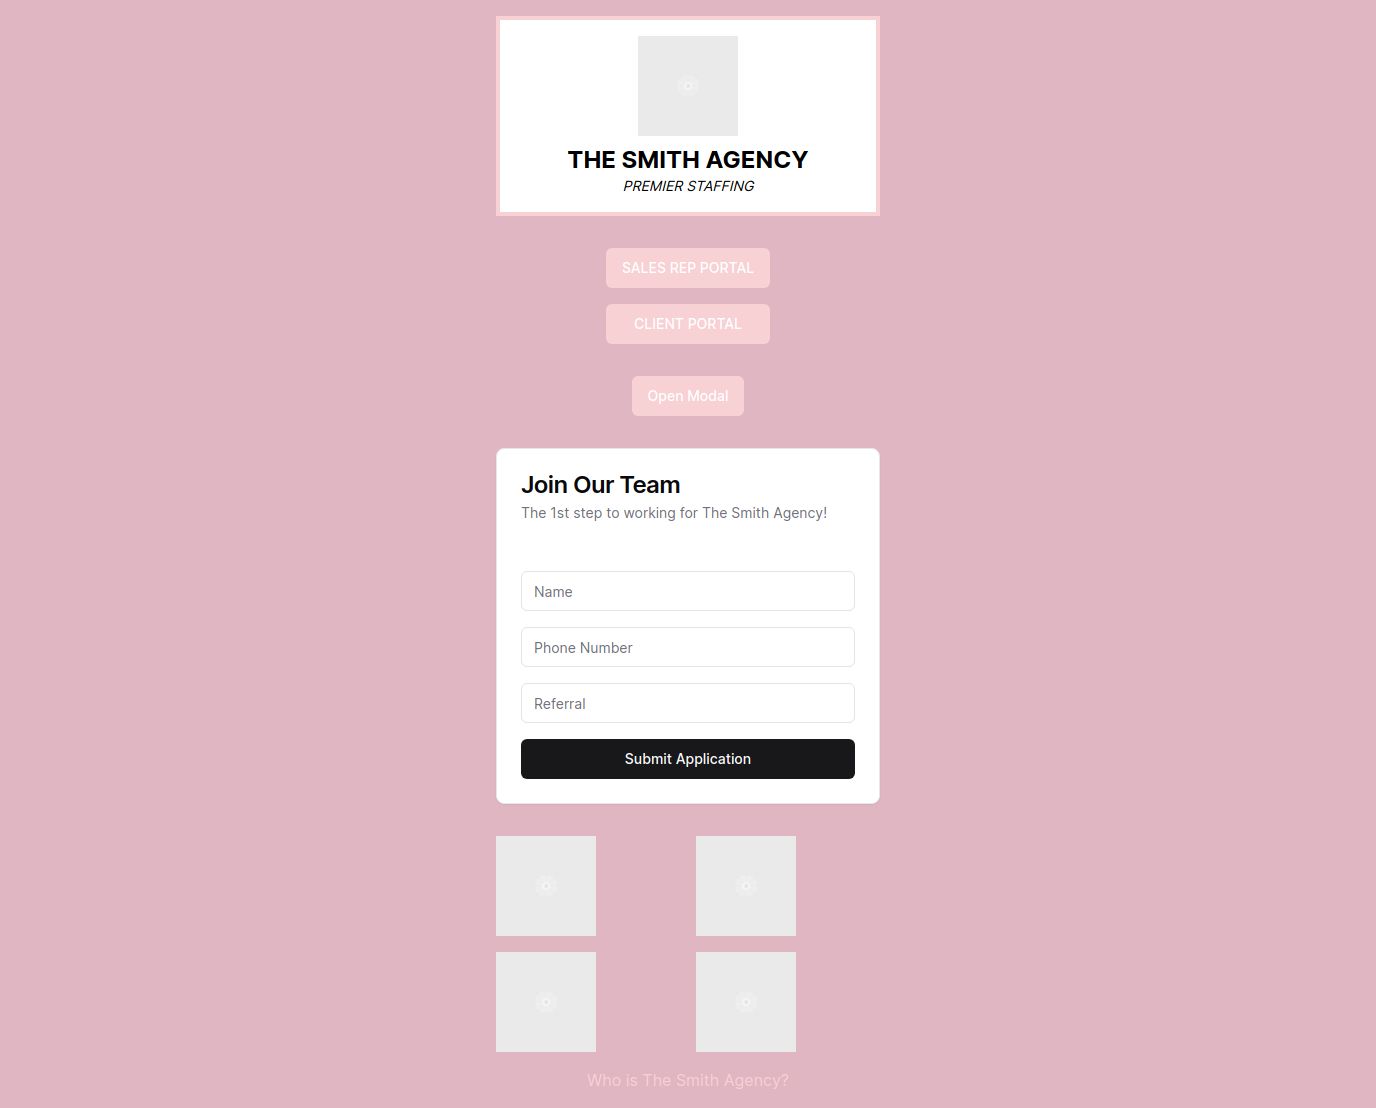 THE SMITH AGENCY
PREMIER STAFFING
SALES REP PORTAL
CLIENT PORTAL
Open Modal
Join Our Team
The 1st step to working for The Smith Agency!
Name
Phone Number
Referral
Submit Application
Who is The Smith Agency?